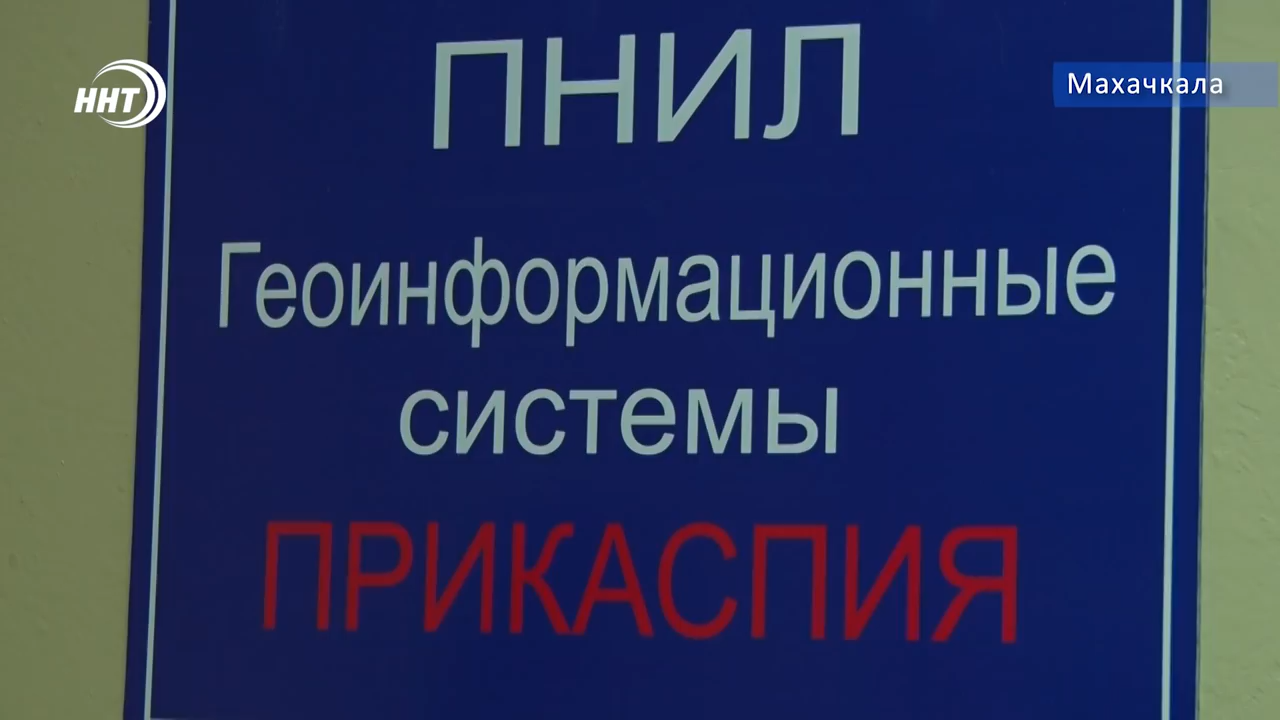 ННТ
Махачкала
ПНИЛ
Геоинформационные
системы
ПРИКАСПИЯ